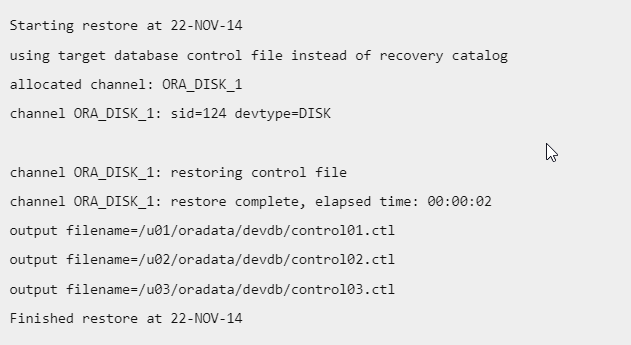 Starting restore at 22-NOV-14
using target database control file instead of recovery catalog
allocated channel: ORA_DISK_1
channel ORA_DISK_1: sid=124 devtype=DISK
channel ORA_DISK_1: restoring control file
channel ORA_DISK_1: restore complete, elapsed time: 00:00:02
output filename=/u01/oradata/devdb/control01.ctl
output filename=/u02/oradata/devdb/control02.ctl
output filename=/u03/oradata/devdb/control03.ctl
Finished restore at 22-NOV-14